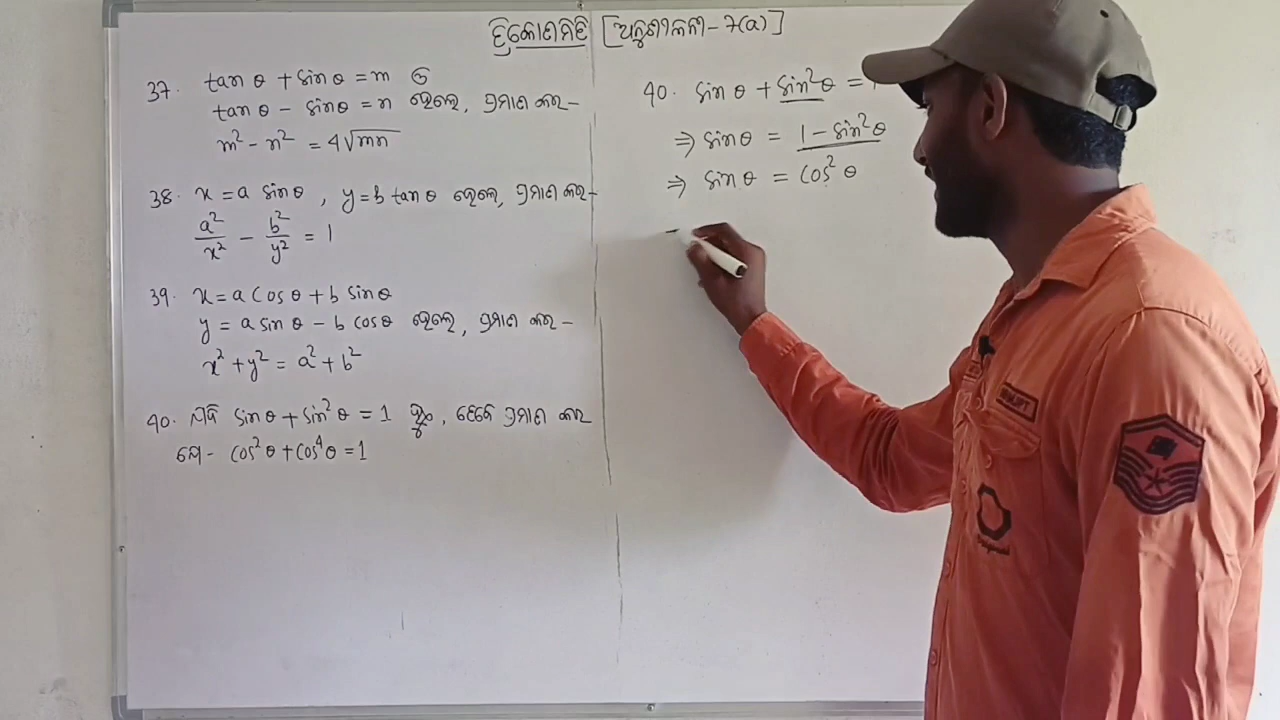 ତ୍ରିକୋଣମିତି [ଅନୁଶୀଳନୀ - 7(a)]
37. tan θ + sin θ = m ଓ
tan θ - sin θ = n ହେଲେ, ପ୍ରମାଣ କର -
m² - n² = 4√mn
38. x = a sin θ, y = b tan θ ହେଲେ, ପ୍ରମାଣ କର -
a²/x² - b²/y² = 1
39. x = a cos θ + b sin θ
y = a sin θ - b cos θ ହେଲେ, ପ୍ରମାଣ କର -
x² + y² = a² + b²
40. ଯଦି sin θ + sin² θ = 1 ହୁଏ, ତେବେ ପ୍ରମାଣ କର
ଯେ - cos² θ + cos⁴ θ = 1
40. sin θ + sin² θ = 1
⇒ sin θ = 1 - sin² θ
⇒ sin θ = cos² θ